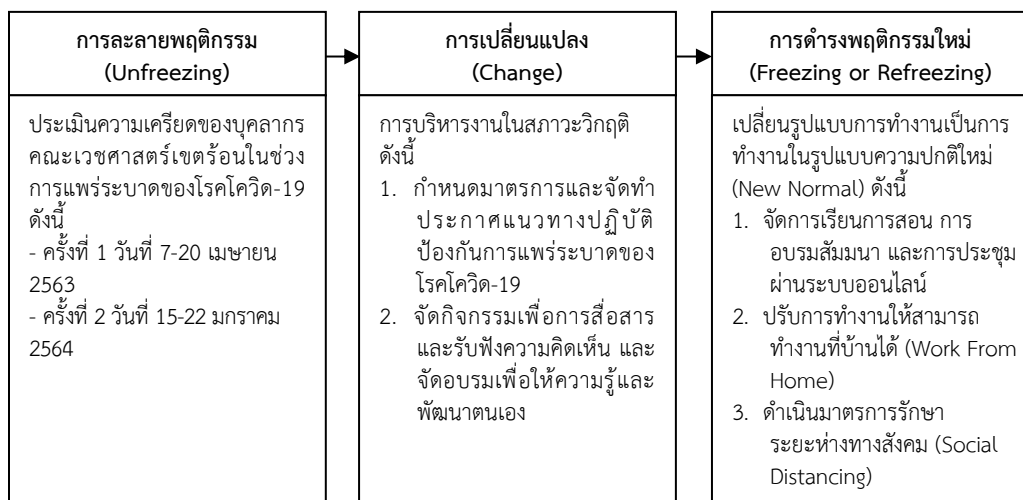 การละลายพฤติกรรม
(Unfreezing)
ประเมินความเครียดของบุคลากร
คณะเวชศาสตร์เขตร้อนในช่วง
การแพร่ระบาดของโรคโควิด-19
ดังนี้
- ครั้งที่ 1 วันที่ 7-20 เมษายน
2563
- ครั้งที่ 2 วันที่ 15-22 มกราคม
2564
การเปลี่ยนแปลง
(Change)
การบริหารงานในสภาวะวิกฤติ
ดังนี้
1. กำหนดมาตรการและจัดทำ
ประกาศแนวทางปฏิบัติ
ป้องกันการแพร่ระบาดของ
โรคโควิด-19
2. จัดกิจกรรมเพื่อการสื่อสาร
และรับฟังความคิดเห็น และ
จัดอบรมเพื่อให้ความรู้และ
พัฒนาตนเอง
การดำรงพฤติกรรมใหม่
(Freezing or Refreezing)
เปลี่ยนรูปแบบการทำงานเป็นการ
ทำงานในรูปแบบความปกติใหม่
(New Normal) ดังนี้
1. จัดการเรียนการสอน การ
อบรมสัมมนา และการประชุม
ผ่านระบบออนไลน์
2. ปรับการทำงานให้สามารถ
ทำงานที่บ้านได้ (Work From
Home)
3. ดำเนินมาตรการรักษา
ระยะห่างทางสังคม (Social
Distancing)